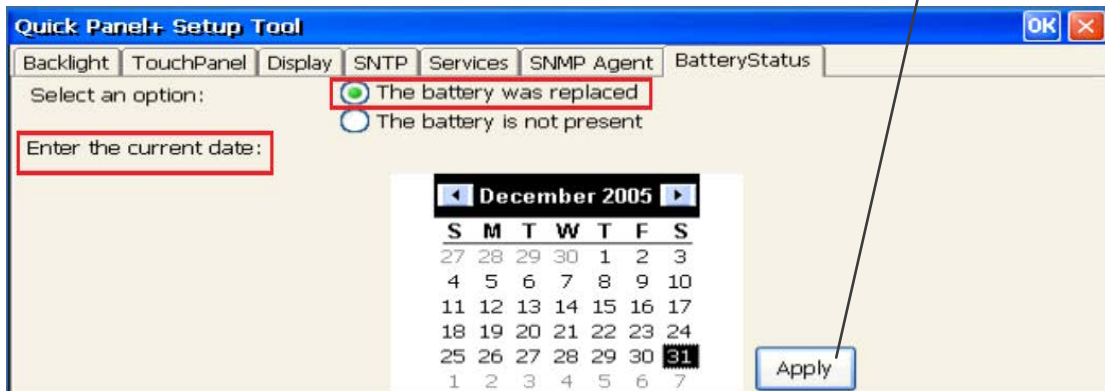 Quick Panel+ Setup Tool OK
Backlight TouchPanel Display SNTP Services SNMP Agent BatteryStatus
Select an option: The battery was replaced
The battery is not present
Enter the current date:
December 2005
S M T W T F S
27 28 29 30 1 2 3
4 5 6 7 8 9 10
11 12 13 14 15 16 17
18 19 20 21 22 23 24
25 26 27 28 29 30 31
1 2 3 4 5 6 7
Apply